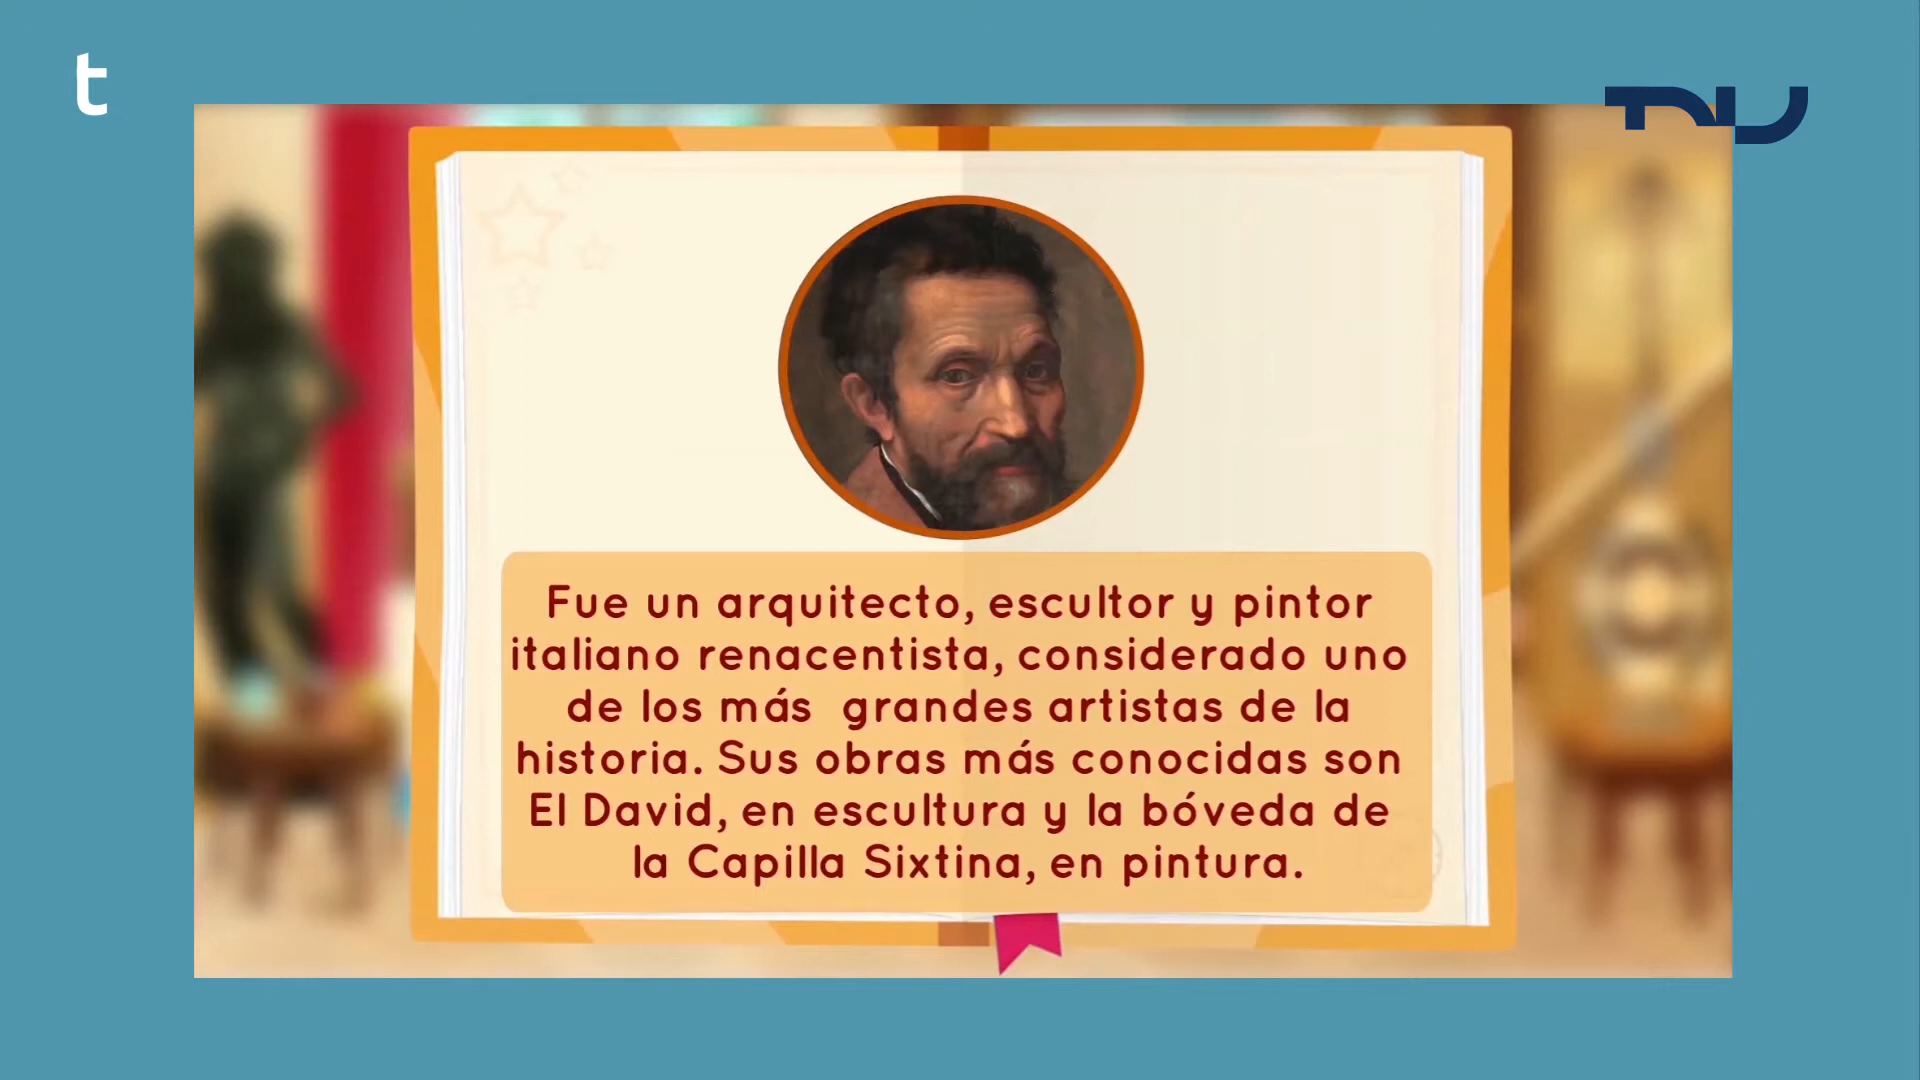 t
Fue un arquitecto, escultor y pintor
italiano renacentista, considerado uno
de los más  grandes artistas de la
historia. Sus obras más conocidas son
El David, en escultura y la bóveda de
la Capilla Sixtina, en pintura.